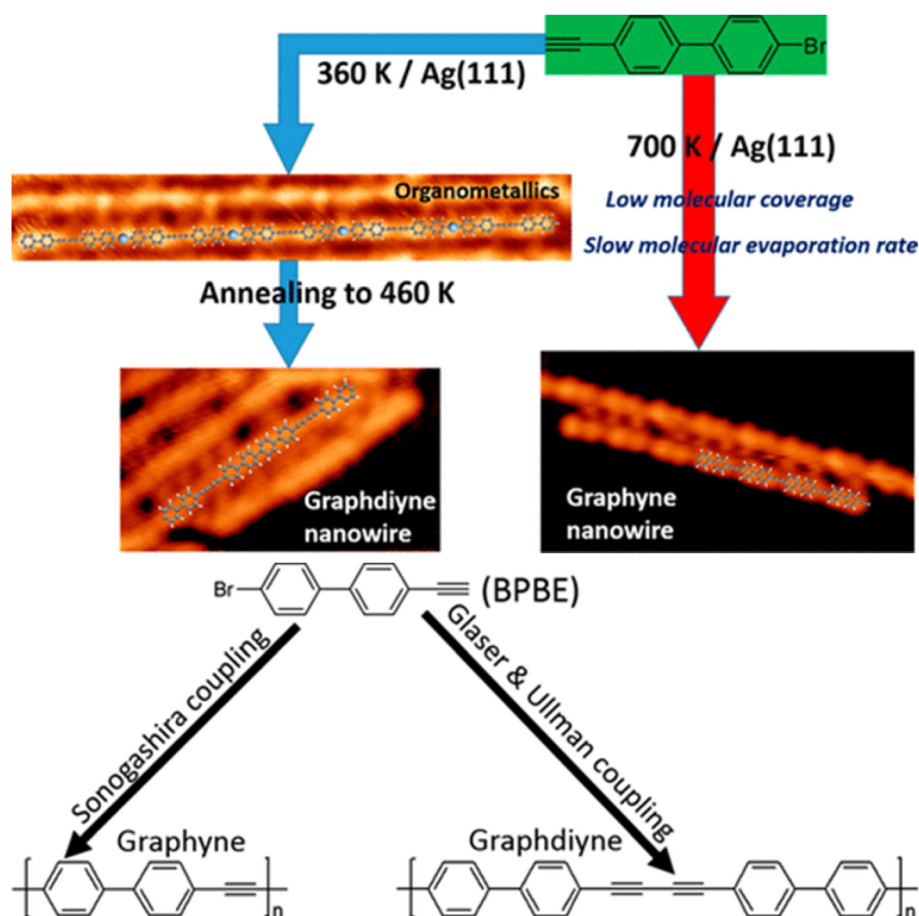 Br
360 K / Ag(111)
700 K / Ag(111)
Organometallics
Low molecular coverage
Slow molecular evaporation rate
Annealing to 460 K
Graphdiyne
nanowire
Graphyne
nanowire
Br
(BPBE)
Sonogashira coupling
Glaser & Ullman coupling
Graphyne
n
Graphdiyne
n